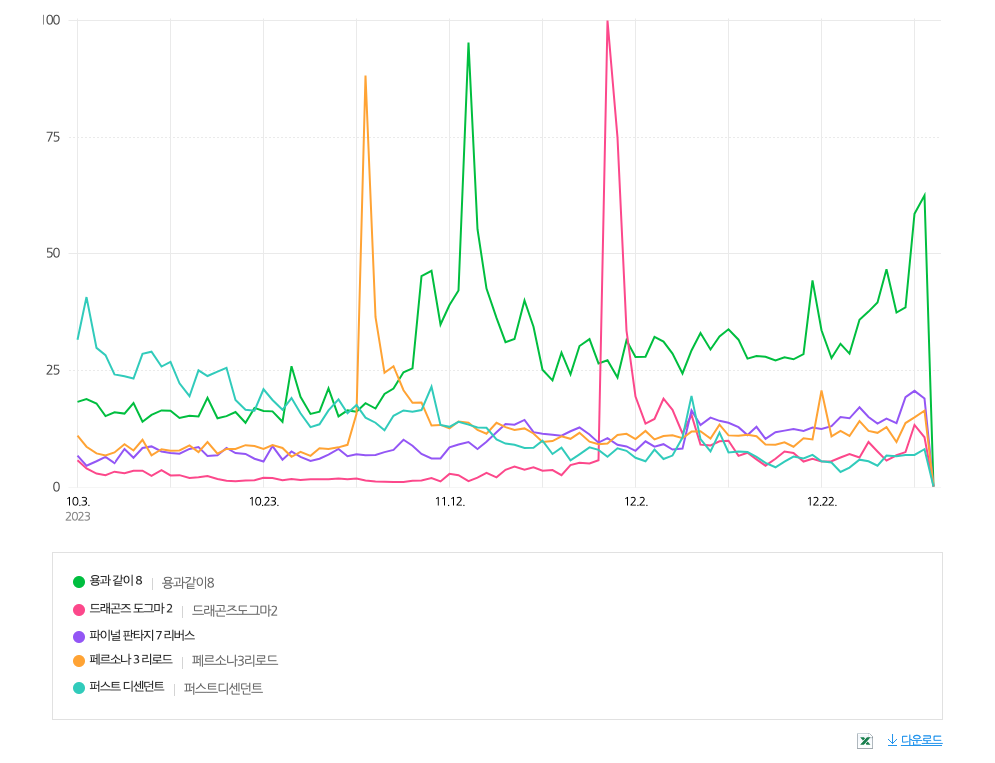 100
75
50
25
0
10.3. 10.23. 11.12. 12.2. 12.22.
2023
용과 같이 8 용과같이8
드래곤즈 도그마 2 드래곤즈도그마2
파이널 판타지 7 리버스
페르소나 3 리로드 페르소나3리로드
퍼스트 디센던트 퍼스트디센던트
다운로드